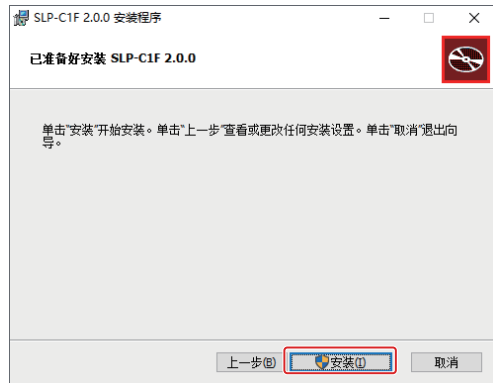 SLP-C1F 2.0.0 安装程序
已准备好安装 SLP-C1F 2.0.0
单击"安装"开始安装。单击"上一步"查看或更改任何安装设置。单击"取消"退出向
导。
上一步(B) 安装(I) 取消